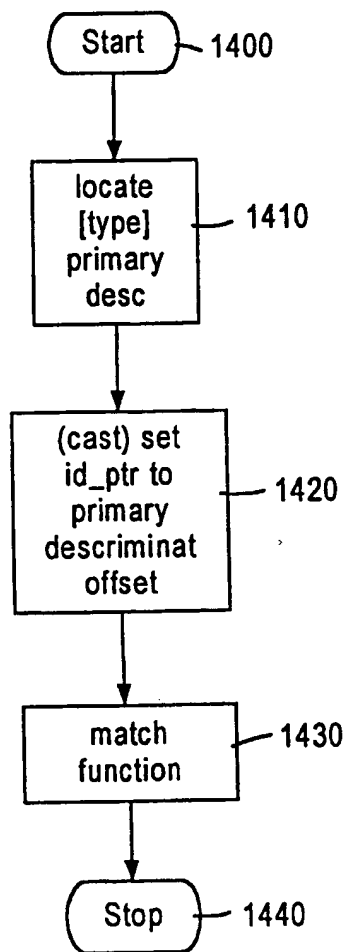 Start 1400
locate
[type] 1410
primary
desc
(cast) set
id_ptr to
primary 1420
descriminat
offset
match 1430
function
Stop 1440